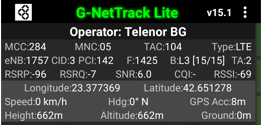 G-NetTrack Lite v15.1
Operator: Telenor BG
MCC:284 MNC:05 TAC:104 Type:LTE
eNB:1757 CID:3 PCI:142 F:1425 B:L3 [15/15] TA:2
RSRP:-96 RSRQ:-7 SNR:6.0 CQI:- RSSI:-69
Longitude:23.377369 Latitude:42.651278
Speed:0 km/h Hdg:0° N GPS Acc:8m
Height:662m Altitude:662m Ground:0m